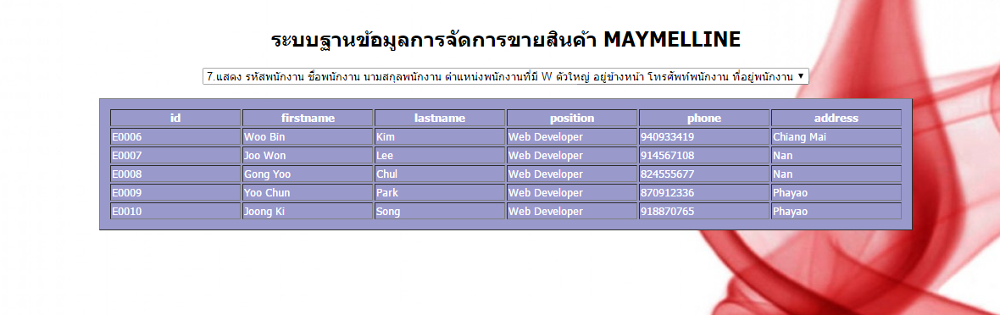 ระบบฐานข้อมูลการจัดการขายสินค้า MAYMELLINE
7.แสดง รหัสพนักงาน ชื่อพนักงาน นามสกุลพนักงาน ตำแหน่งพนักงานที่มี W ตัวใหญ่ อยู่ข้างหน้า โทรศัพท์พนักงาน ที่อยู่พนักงาน
id firstname lastname position phone address
E0006 Woo Bin Kim Web Developer 940933419 Chiang Mai
E0007 Joo Won Lee Web Developer 914567108 Nan
E0008 Gong Yoo Chul Web Developer 824555677 Nan
E0009 Yoo Chun Park Web Developer 870912336 Phayao
E0010 Joong Ki Song Web Developer 918870765 Phayao